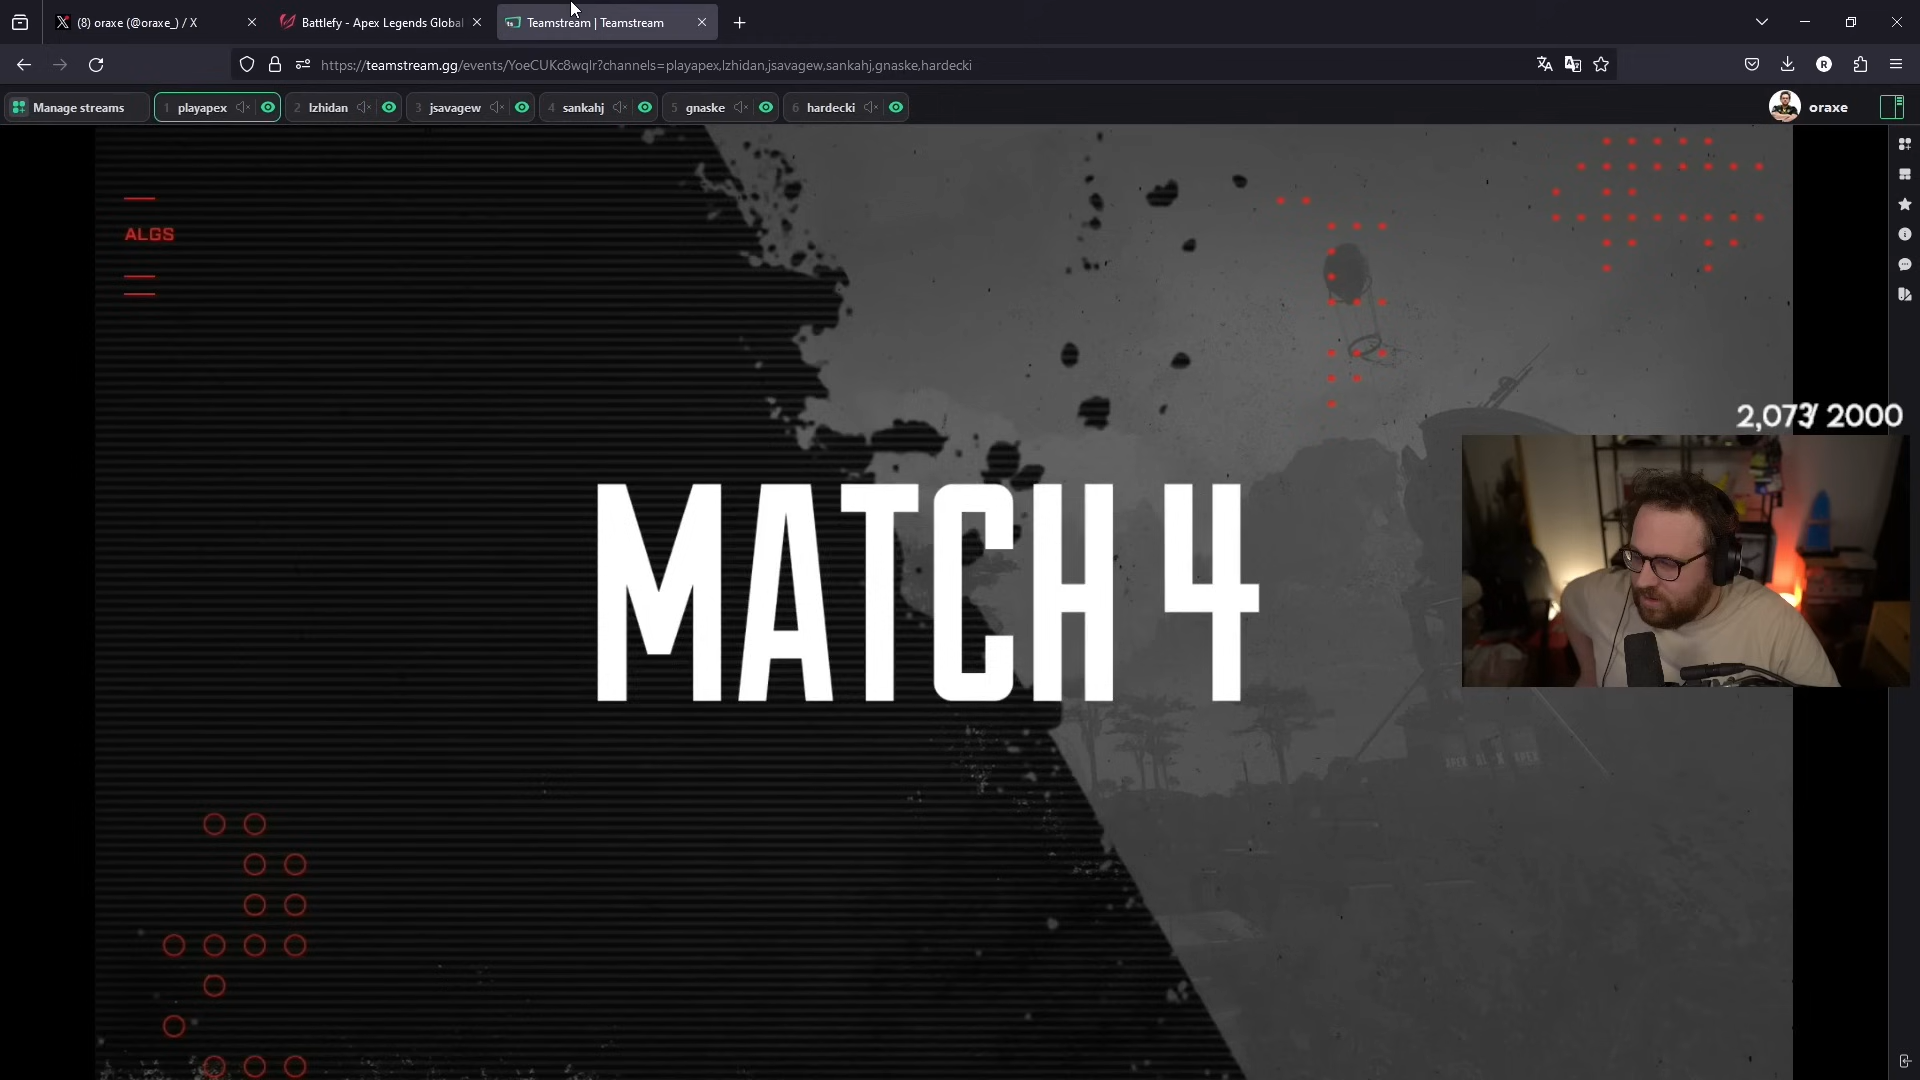 (8) oraxe (@oraxe_) / X
Battlefy - Apex Legends Global
Teamstream | Teamstream
https://teamstream.gg/events/YoeCUKc8wqlr?channels=playapex,lzhidan,jsavagew,sankahj,gnaske,hardecki
Manage streams
1 playapex
2 lzhidan
3 jsavagew
4 sankahj
5 gnaske
6 hardecki
oraxe
ALGS
2,073/ 2000
MATCH 4